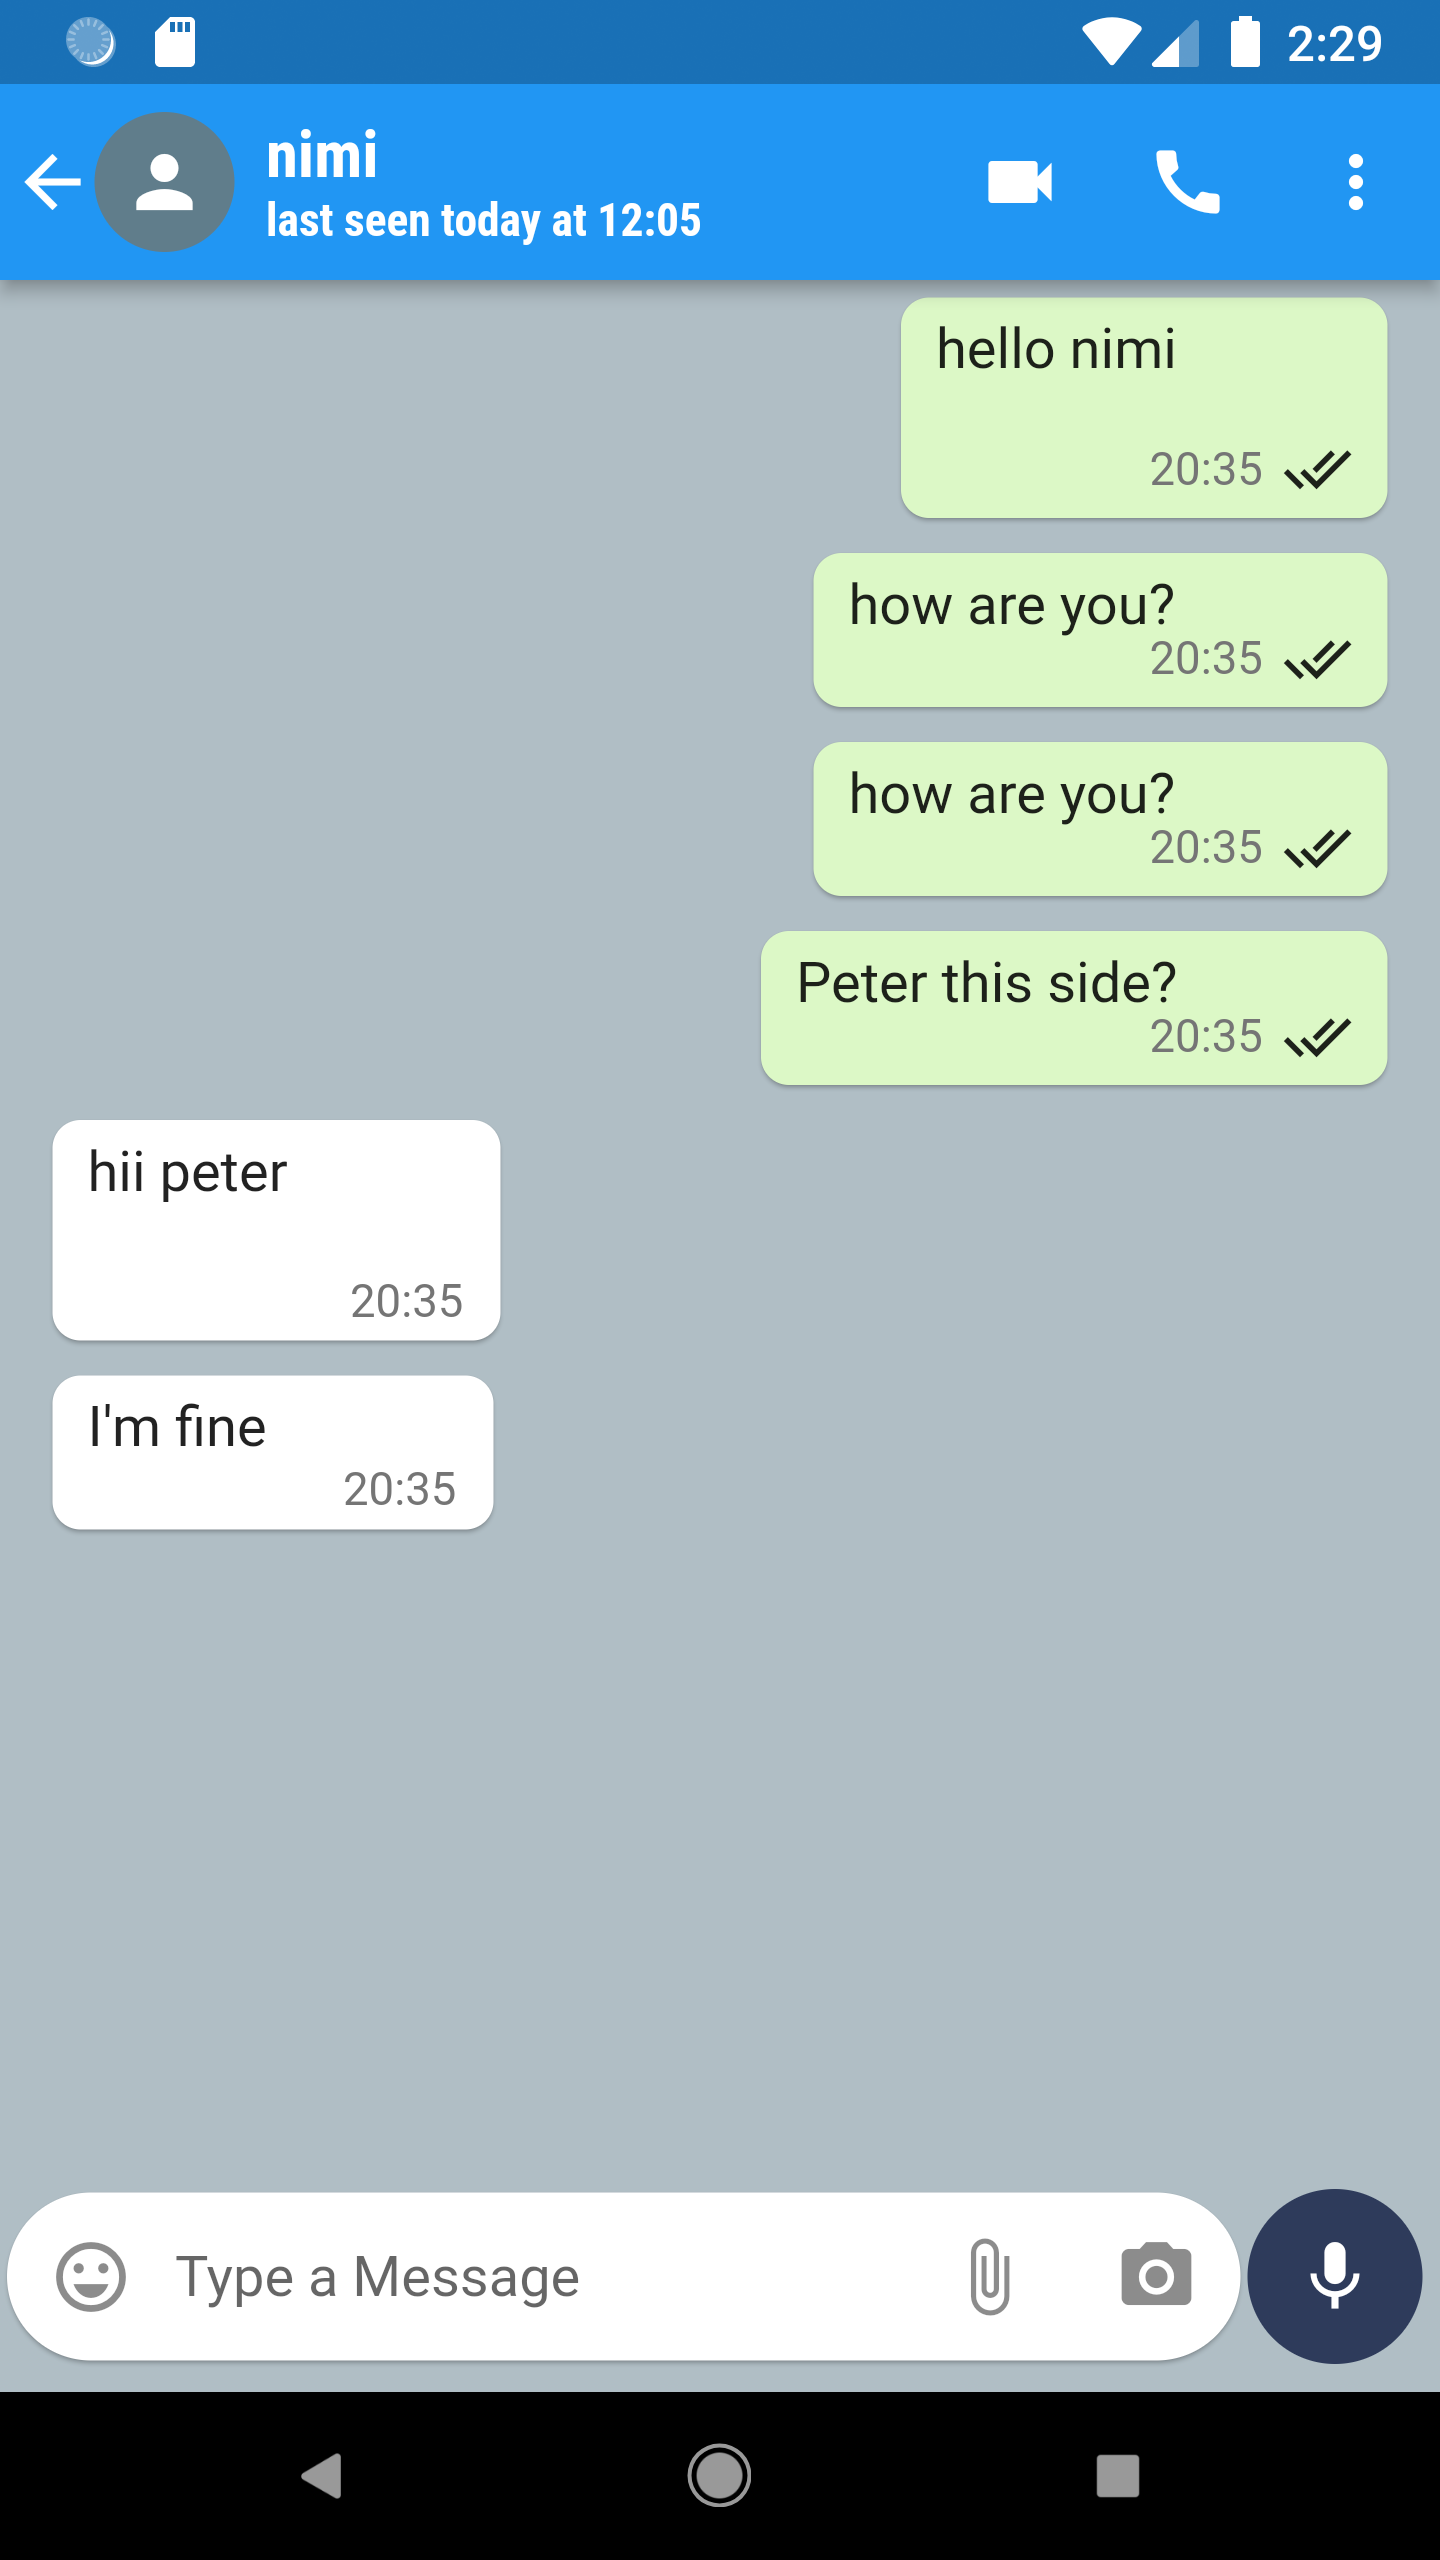 2:29
nimi
last seen today at 12:05
hello nimi
20:35
how are you?
20:35
how are you?
20:35
Peter this side?
20:35
hii peter
20:35
I'm fine
20:35
Type a Message